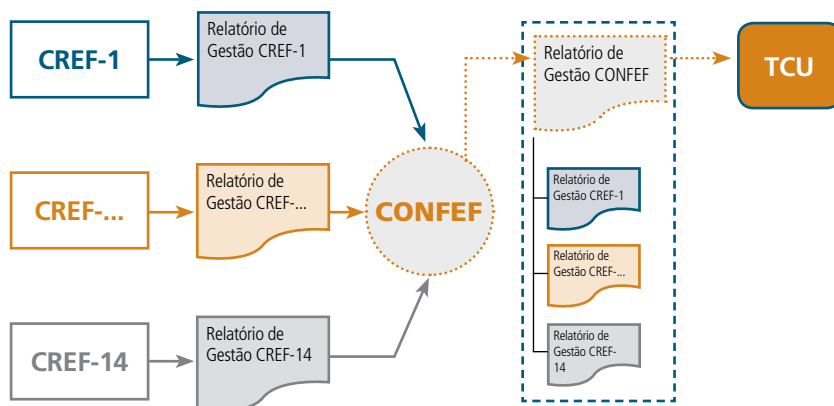 CREF-1
Relatório de
Gestão CREF-1
Relatório de
Gestão CONFEF
TCU
CREF-...
Relatório de
Gestão CREF-...
CONFEF
Relatório de
Gestão CREF-1
Relatório de
Gestão CREF-...
CREF-14
Relatório de
Gestão CREF-14
Relatório de
Gestão CREF-
14